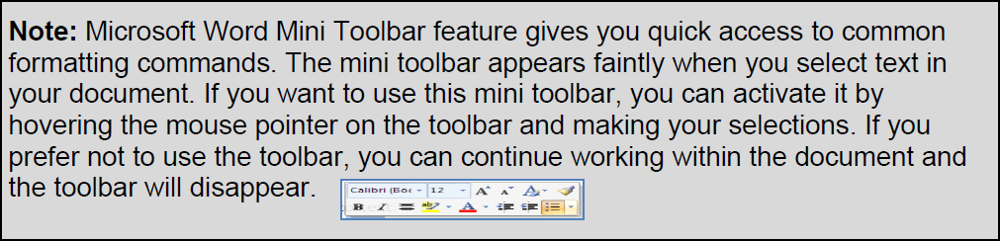 Note: Microsoft Word Mini Toolbar feature gives you quick access to common
formatting commands. The mini toolbar appears faintly when you select text in
your document. If you want to use this mini toolbar, you can activate it by
hovering the mouse pointer on the toolbar and making your selections. If you
prefer not to use the toolbar, you can continue working within the document and
the toolbar will disappear.
Calibri (Boc 12 A A A
B I ab A